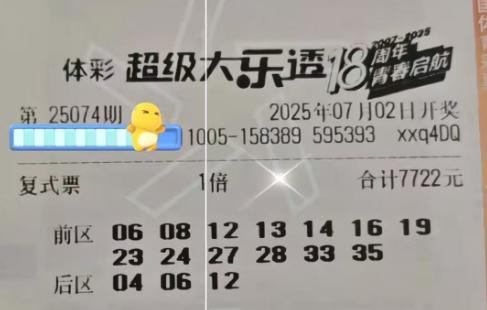 体彩 超级大乐透 18 2007-2025
周年
青春启航
第 25074期 2025年07月02日开奖
1005-158389 595393 xxq4DQ
复式票 1倍 合计7722元
前区 06 08 12 13 14 16 19
23 24 27 28 33 35
后区 04 06 12